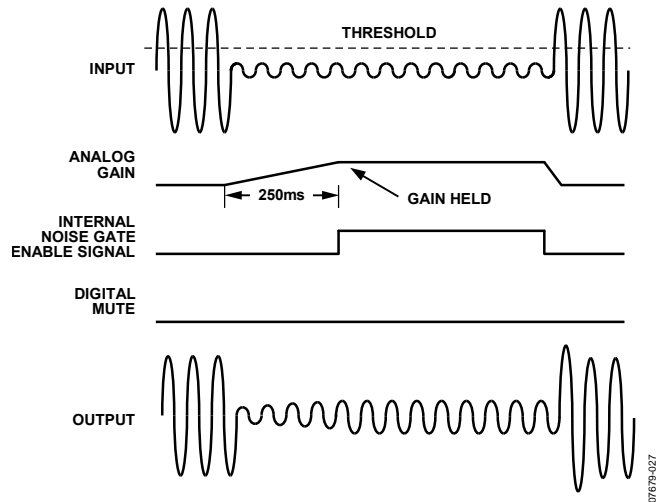 THRESHOLD
INPUT
ANALOG
GAIN
250ms
GAIN HELD
INTERNAL
NOISE GATE
ENABLE SIGNAL
DIGITAL
MUTE
OUTPUT
07679-027